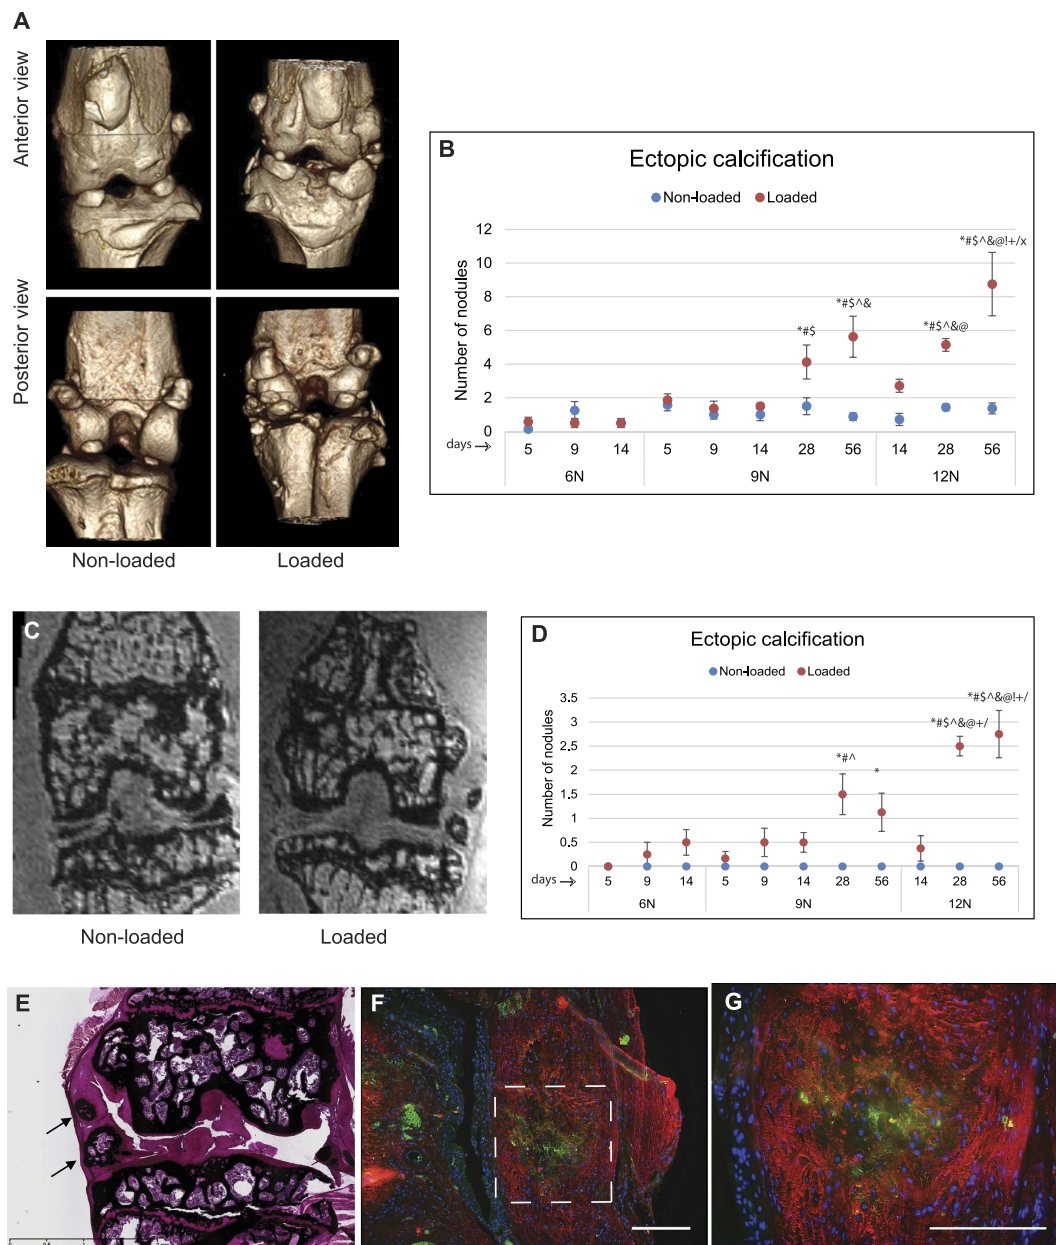 A
Anterior view
Posterior view
Non-loaded Loaded
B
Ectopic calcification
Non-loaded Loaded
Number of nodules
12
10
8
6
4
2
0
*#$
*#$^&
*#$^&@
*#$^&@!+/x
days → 5 9 14 5 9 14 28 56 14 28 56
6N 9N 12N
C
Non-loaded Loaded
D
Ectopic calcification
Non-loaded Loaded
Number of nodules
3.5
3
2.5
2
1.5
1
0.5
0
*#^
*
*#$^&@+/
*#$^&@!+/
days → 5 9 14 5 9 14 28 56 14 28 56
6N 9N 12N
E
F
G